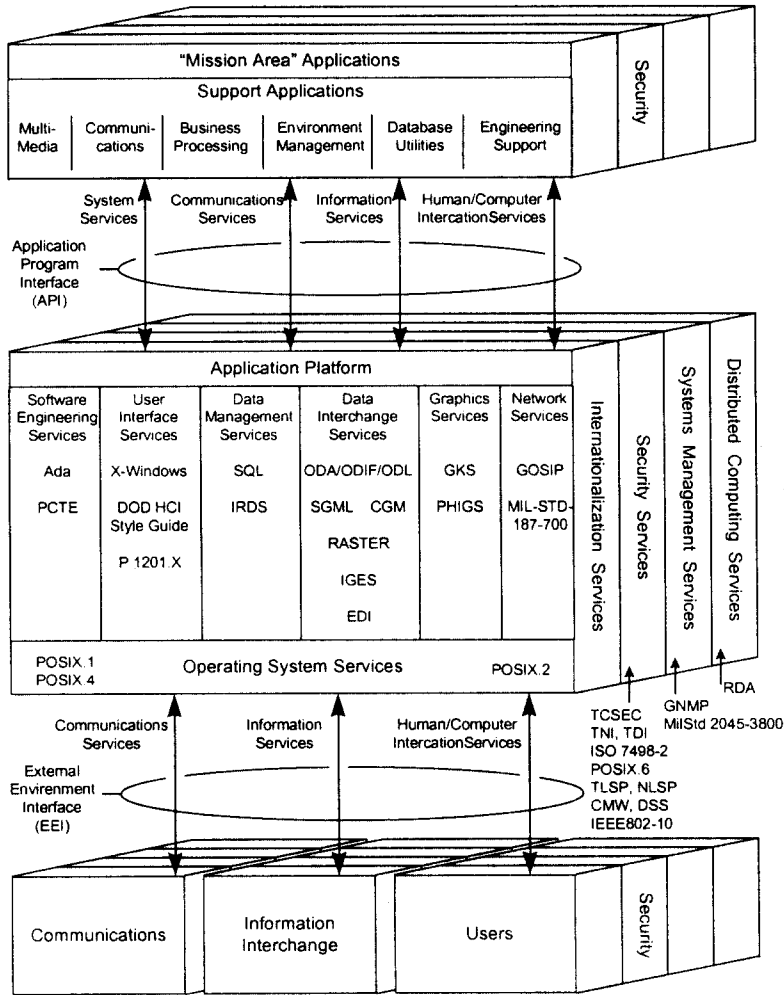 "Mission Area" Applications
Support Applications
Multi-
Media
Communi-
cations
Business
Processing
Environment
Management
Database
Utilities
Engineering
Support
Security
System
Services
Communications
Services
Information
Services
Human/Computer
IntercationServices
Application
Program
Interface
(API)
Application Platform
Software
Engineering
Services
Ada
PCTE
User
Interface
Services
X-Windows
DOD HCI
Style Guide
P 1201.X
Data
Management
Services
SQL
IRDS
Data
Interchange
Services
ODA/ODIF/ODL
SGML CGM
RASTER
IGES
EDI
Graphics
Services
GKS
PHIGS
Network
Services
GOSIP
MIL-STD-
187-700
Internationalization Services
Security Services
Systems Management Services
Distributed Computing Services
POSIX.1
POSIX.4
Operating System Services
POSIX.2
TCSEC
TNI, TDI
ISO 7498-2
POSIX.6
TLSP, NLSP
CMW, DSS
IEEE802-10
GNMP
MilStd 2045-3800
RDA
Communications
Services
Information
Services
Human/Computer
IntercationServices
External
Envirenment
Interface
(EEI)
Communications
Information
Interchange
Users
Security